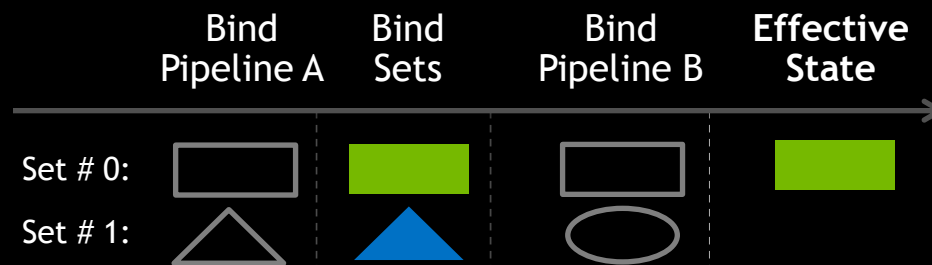 Bind
Pipeline A
Bind
Sets
Bind
Pipeline B
Effective
State
Set # 0:
Set # 1: